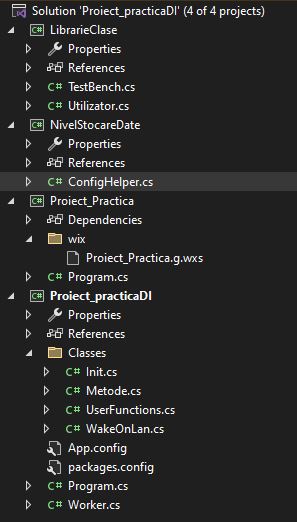 Solution 'Proiect_practicaDI' (4 of 4 projects)
C# LibrarieClase
Properties
References
C# TestBench.cs
C# Utilizator.cs
C# NivelStocareDate
Properties
References
C# ConfigHelper.cs
C# Proiect_Practica
Dependencies
wix
Proiect_Practica.g.wxs
C# Program.cs
C# Proiect_practicaDI
Properties
References
Classes
C# Init.cs
C# Metode.cs
C# UserFunctions.cs
C# WakeOnLan.cs
App.config
packages.config
C# Program.cs
C# Worker.cs